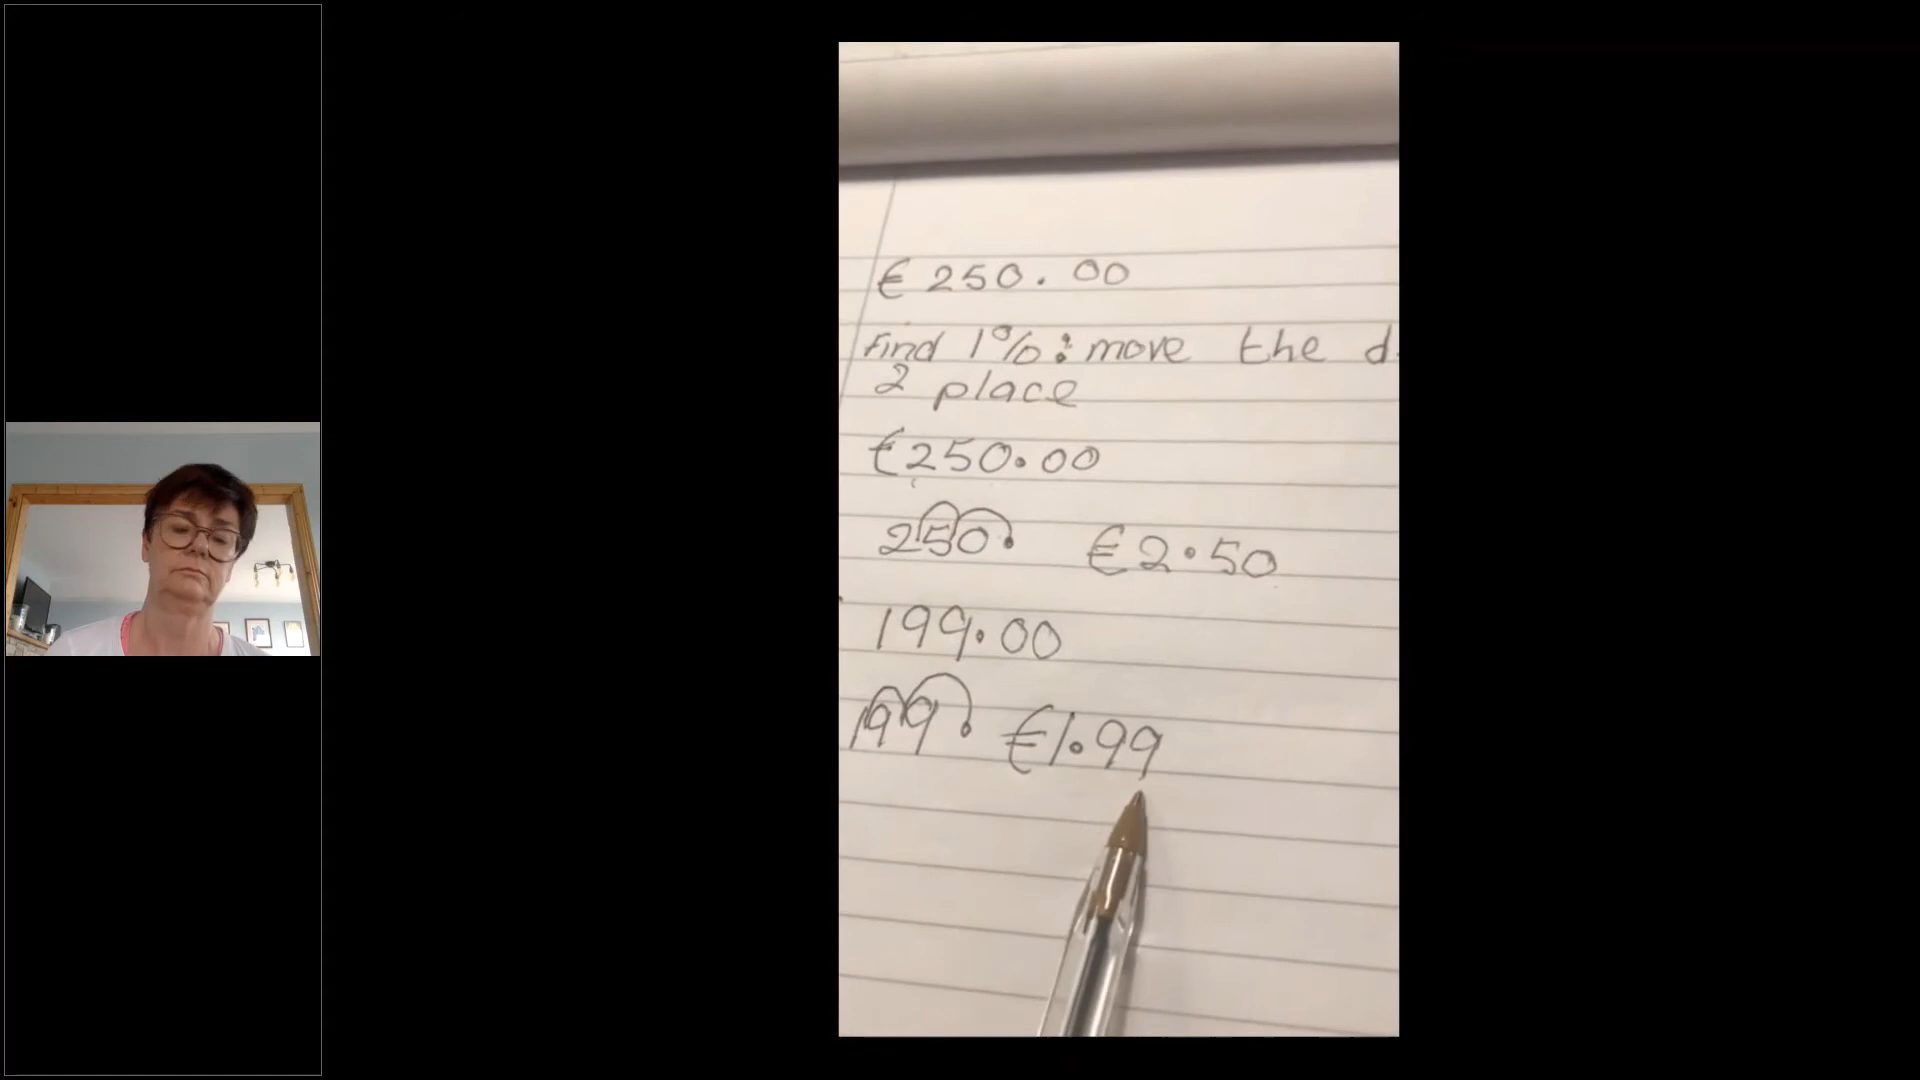 € 250.00
Find 1%: move the d
2 place
€250.00
250. €2.50
199.00
199. €1.99